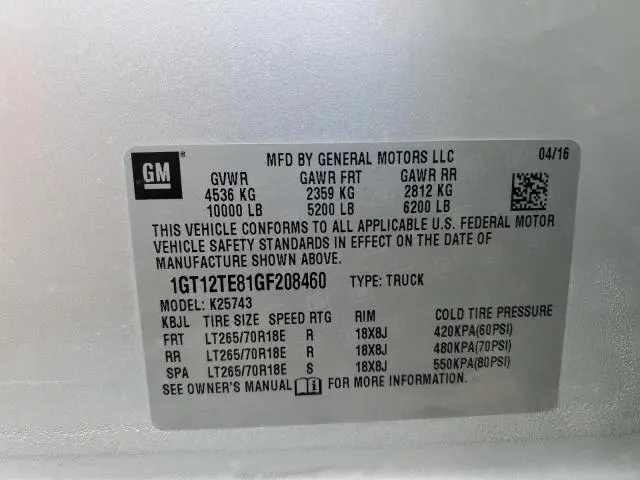 GM
MFD BY GENERAL MOTORS LLC 04/16
GVWR GAWR FRT GAWR RR
4536 KG 2359 KG 2812 KG
10000 LB 5200 LB 6200 LB
THIS VEHICLE CONFORMS TO ALL APPLICABLE U.S. FEDERAL MOTOR
VEHICLE SAFETY STANDARDS IN EFFECT ON THE DATE OF
MANUFACTURE SHOWN ABOVE.
1GT12TE81GF208460 TYPE: TRUCK
MODEL: K25743
KBJL TIRE SIZE SPEED RTG RIM COLD TIRE PRESSURE
FRT LT265/70R18E R 18X8J 420KPA(60PSI)
RR LT265/70R18E R 18X8J 480KPA(70PSI)
SPA LT265/70R18E S 18X8J 550KPA(80PSI)
SEE OWNER'S MANUAL i FOR MORE INFORMATION.